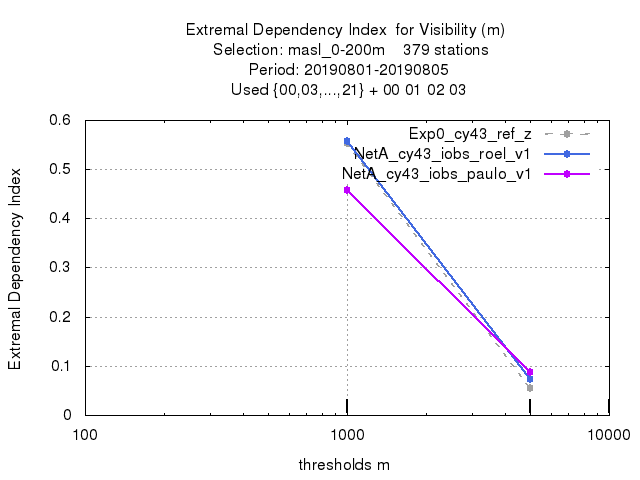 Extremal Dependency Index  for Visibility (m)
Selection: masl_0-200m    379 stations
Period: 20190801-20190805
Used {00,03,...,21} + 00 01 02 03
Exp0_cy43_ref_z
NetA_cy43_iobs_roel_v1
NetA_cy43_iobs_paulo_v1
Extremal Dependency Index
0.6
0.5
0.4
0.3
0.2
0.1
0
100 1000 10000
thresholds m